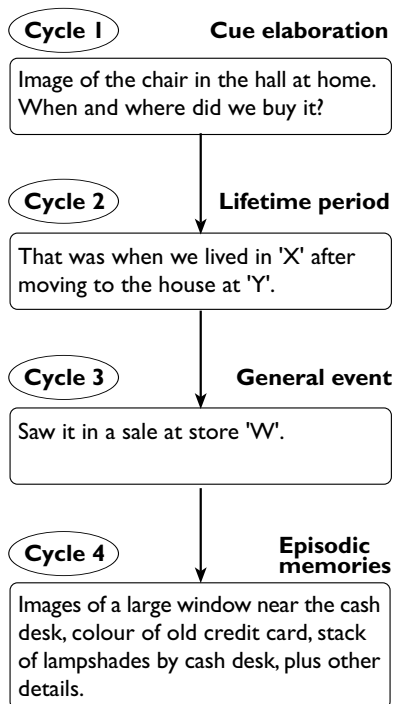 Cycle 1
Cue elaboration
Image of the chair in the hall at home.
When and where did we buy it?
Cycle 2
Lifetime period
That was when we lived in 'X' after
moving to the house at 'Y'.
Cycle 3
General event
Saw it in a sale at store 'W'.
Cycle 4
Episodic
memories
Images of a large window near the cash
desk, colour of old credit card, stack
of lampshades by cash desk, plus other
details.